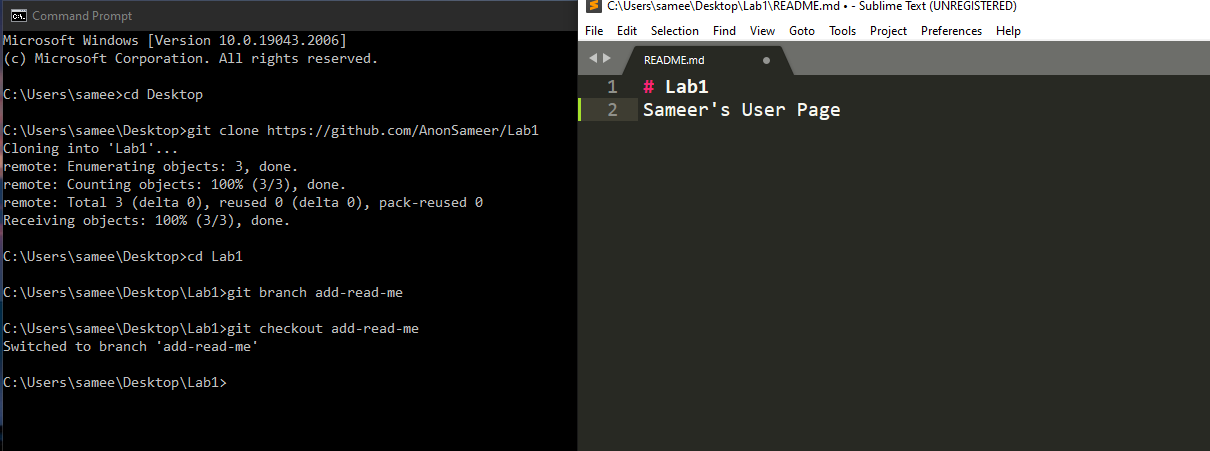 Command Prompt
Microsoft Windows [Version 10.0.19043.2006]
(c) Microsoft Corporation. All rights reserved.
C:\Users\samee>cd Desktop
C:\Users\samee\Desktop>git clone https://github.com/AnonSameer/Lab1
Cloning into 'Lab1'...
remote: Enumerating objects: 3, done.
remote: Counting objects: 100% (3/3), done.
remote: Total 3 (delta 0), reused 0 (delta 0), pack-reused 0
Receiving objects: 100% (3/3), done.
C:\Users\samee\Desktop>cd Lab1
C:\Users\samee\Desktop\Lab1>git branch add-read-me
C:\Users\samee\Desktop\Lab1>git checkout add-read-me
Switched to branch 'add-read-me'
C:\Users\samee\Desktop\Lab1>
C:\Users\samee\Desktop\Lab1\README.md • - Sublime Text (UNREGISTERED)
File Edit Selection Find View Goto Tools Project Preferences Help
README.md
1 # Lab1
2 Sameer's User Page